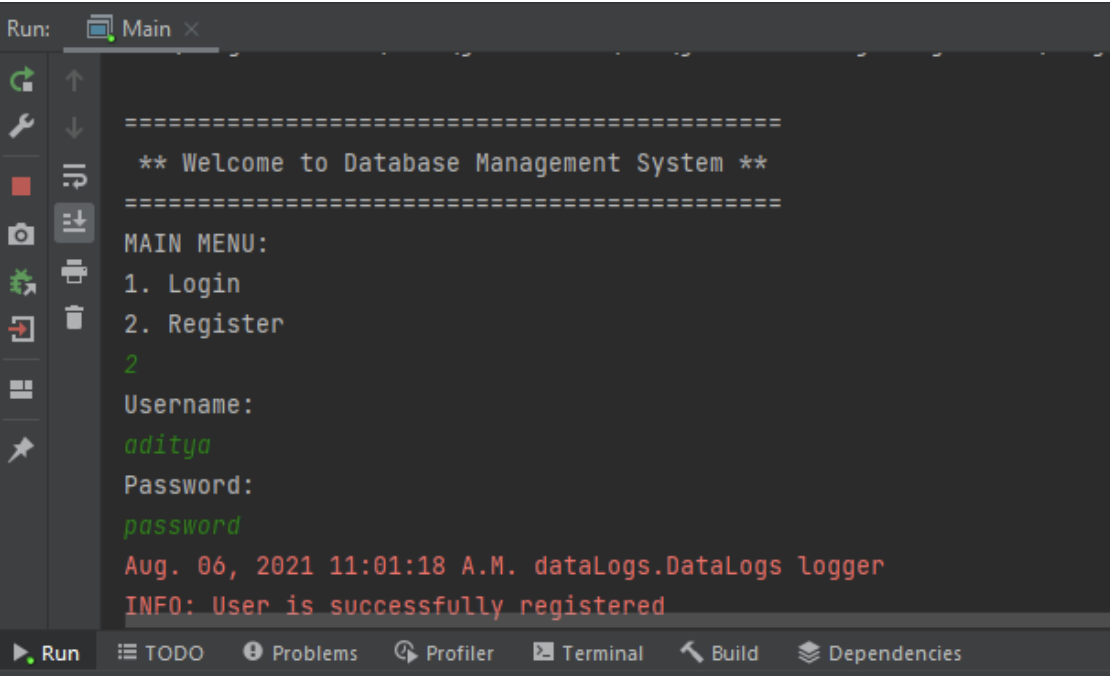 Run: Main
=============================================
** Welcome to Database Management System **
=============================================
MAIN MENU:
1. Login
2. Register
2
Username:
aditya
Password:
password
Aug. 06, 2021 11:01:18 A.M. dataLogs.DataLogs logger
INFO: User is successfully registered
Run TODO Problems Profiler Terminal Build Dependencies